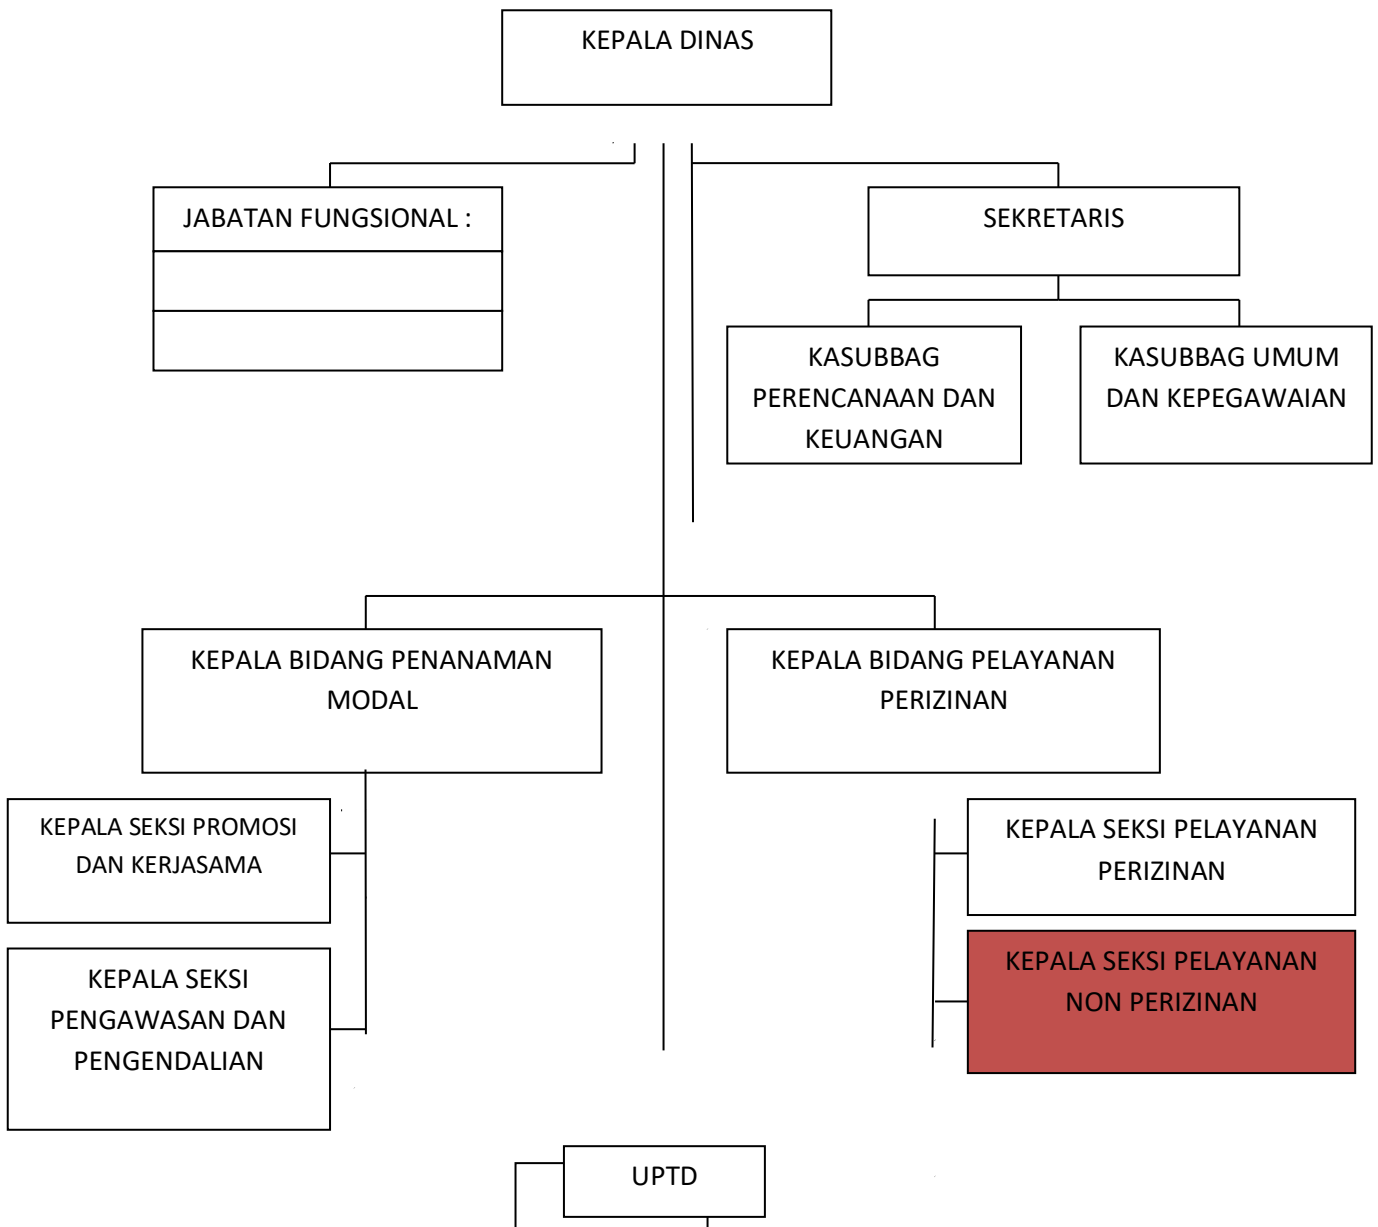 KEPALA DINAS
JABATAN FUNGSIONAL :
SEKRETARIS
KASUBBAG
PERENCANAAN DAN
KEUANGAN
KASUBBAG UMUM
DAN KEPEGAWAIAN
KEPALA BIDANG PENANAMAN
MODAL
KEPALA BIDANG PELAYANAN
PERIZINAN
KEPALA SEKSI PROMOSI
DAN KERJASAMA
KEPALA SEKSI
PENGAWASAN DAN
PENGENDALIAN
KEPALA SEKSI PELAYANAN
PERIZINAN
KEPALA SEKSI PELAYANAN
NON PERIZINAN
UPTD